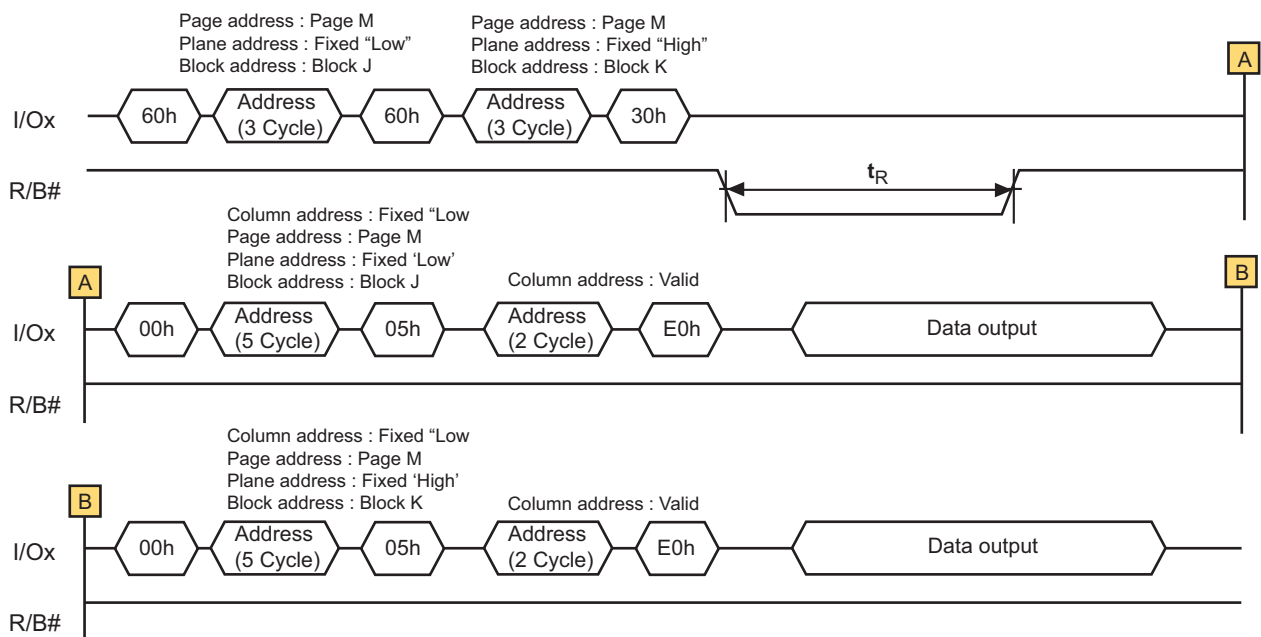 Page address : Page M
Plane address : Fixed “Low”
Block address : Block J
Page address : Page M
Plane address : Fixed “High”
Block address : Block K
A
I/Ox
60h
Address
(3 Cycle)
60h
Address
(3 Cycle)
30h
R/B#
tR
Column address : Fixed “Low
Page address : Page M
Plane address : Fixed ‘Low’
Block address : Block J
Column address : Valid
A
B
I/Ox
00h
Address
(5 Cycle)
05h
Address
(2 Cycle)
E0h
Data output
R/B#
Column address : Fixed “Low
Page address : Page M
Plane address : Fixed ‘High’
Block address : Block K
Column address : Valid
B
I/Ox
00h
Address
(5 Cycle)
05h
Address
(2 Cycle)
E0h
Data output
R/B#